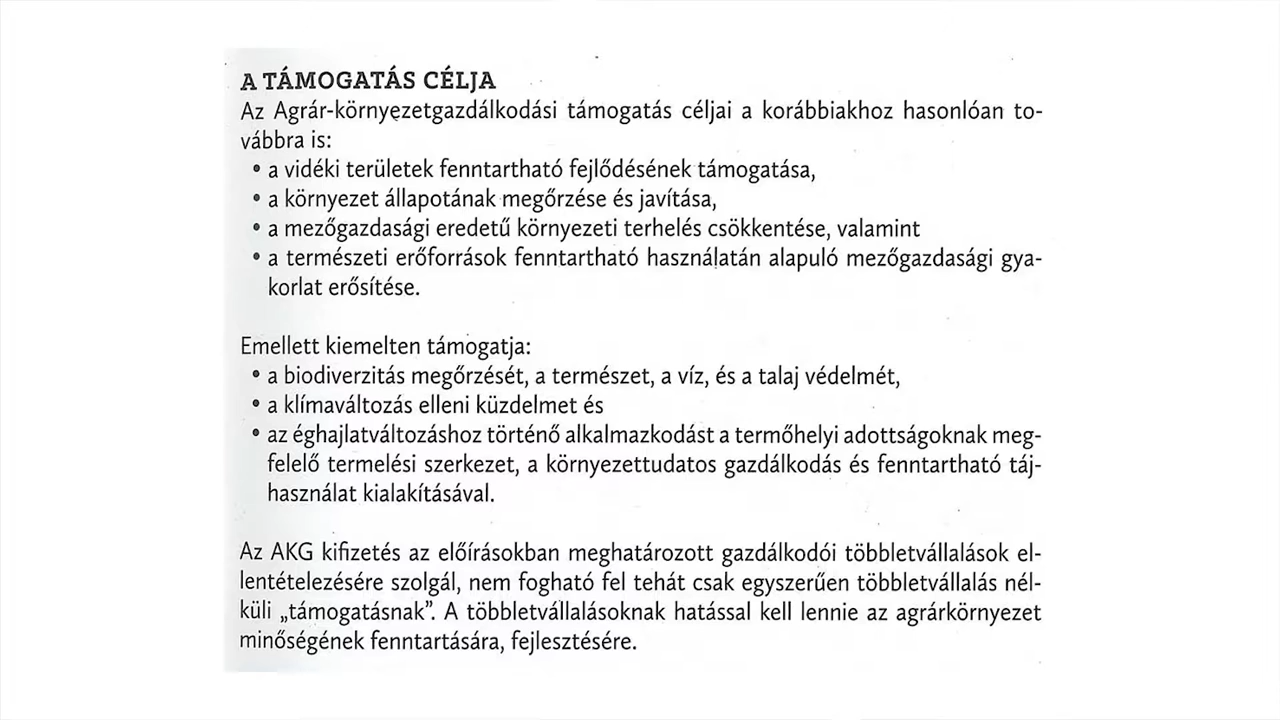 A TÁMOGATÁS CÉLJA
Az Agrár-környezetgazdálkodási támogatás céljai a korábbiakhoz hasonlóan to-
vábbra is:
• a vidéki területek fenntartható fejlődésének támogatása,
• a környezet állapotának megőrzése és javítása,
• a mezőgazdasági eredetű környezeti terhelés csökkentése, valamint
• a természeti erőforrások fenntartható használatán alapuló mezőgazdasági gya-
korlat erősítése.
Emellett kiemelten támogatja:
• a biodiverzitás megőrzését, a természet, a víz, és a talaj védelmét,
• a klímaváltozás elleni küzdelmet és
• az éghajlatváltozáshoz történő alkalmazkodást a termőhelyi adottságoknak meg-
felelő termelési szerkezet, a környezettudatos gazdálkodás és fenntartható táj-
használat kialakításával.
Az AKG kifizetés az előírásokban meghatározott gazdálkodói többletvállalások el-
lentételezésére szolgál, nem fogható fel tehát csak egyszerűen többletvállalás nél-
küli „támogatásnak”. A többletvállalásoknak hatással kell lennie az agrárkörnyezet
minőségének fenntartására, fejlesztésére.